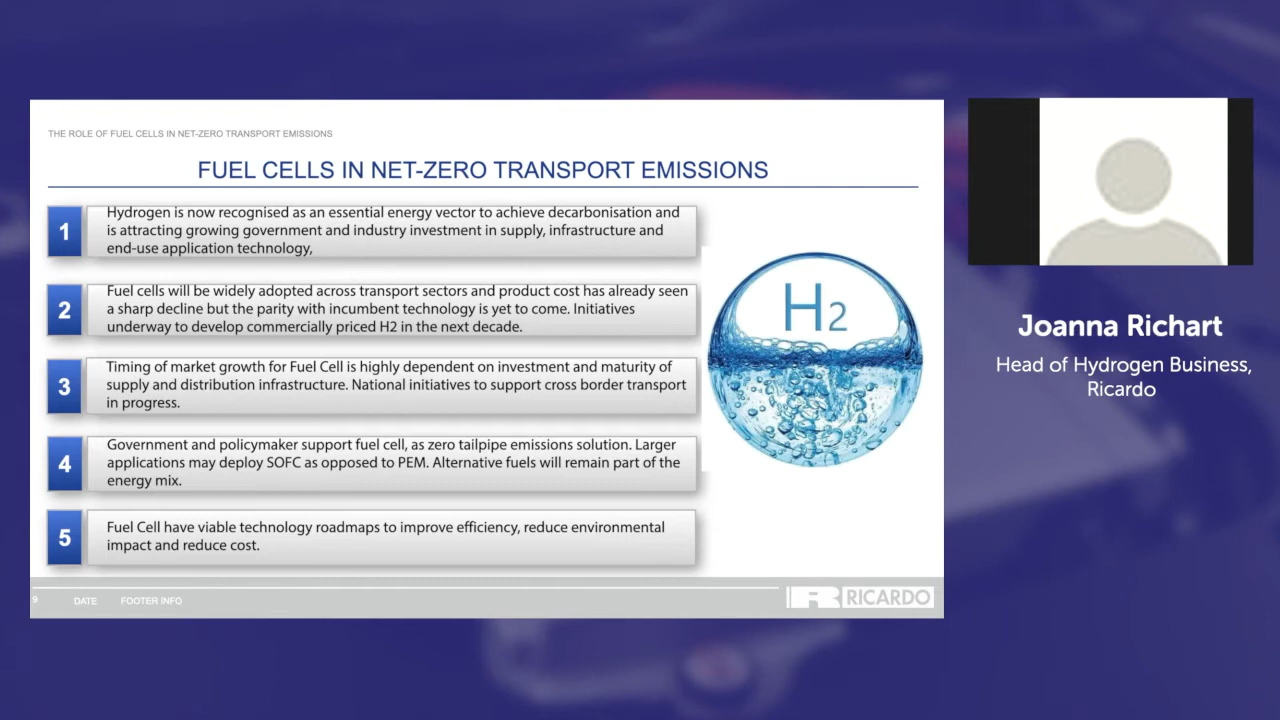 THE ROLE OF FUEL CELLS IN NET-ZERO TRANSPORT EMISSIONS
FUEL CELLS IN NET-ZERO TRANSPORT EMISSIONS
1
Hydrogen is now recognised as an essential energy vector to achieve decarbonisation and
is attracting growing government and industry investment in supply, infrastructure and
end-use application technology,
2
Fuel cells will be widely adopted across transport sectors and product cost has already seen
a sharp decline but the parity with incumbent technology is yet to come. Initiatives
underway to develop commercially priced H2 in the next decade.
3
Timing of market growth for Fuel Cell is highly dependent on investment and maturity of
supply and distribution infrastructure. National initiatives to support cross border transport
in progress.
4
Government and policymaker support fuel cell, as zero tailpipe emissions solution. Larger
applications may deploy SOFC as opposed to PEM. Alternative fuels will remain part of the
energy mix.
5
Fuel Cell have viable technology roadmaps to improve efficiency, reduce environmental
impact and reduce cost.
H2
9 DATE FOOTER INFO
RICARDO
Joanna Richart
Head of Hydrogen Business,
Ricardo